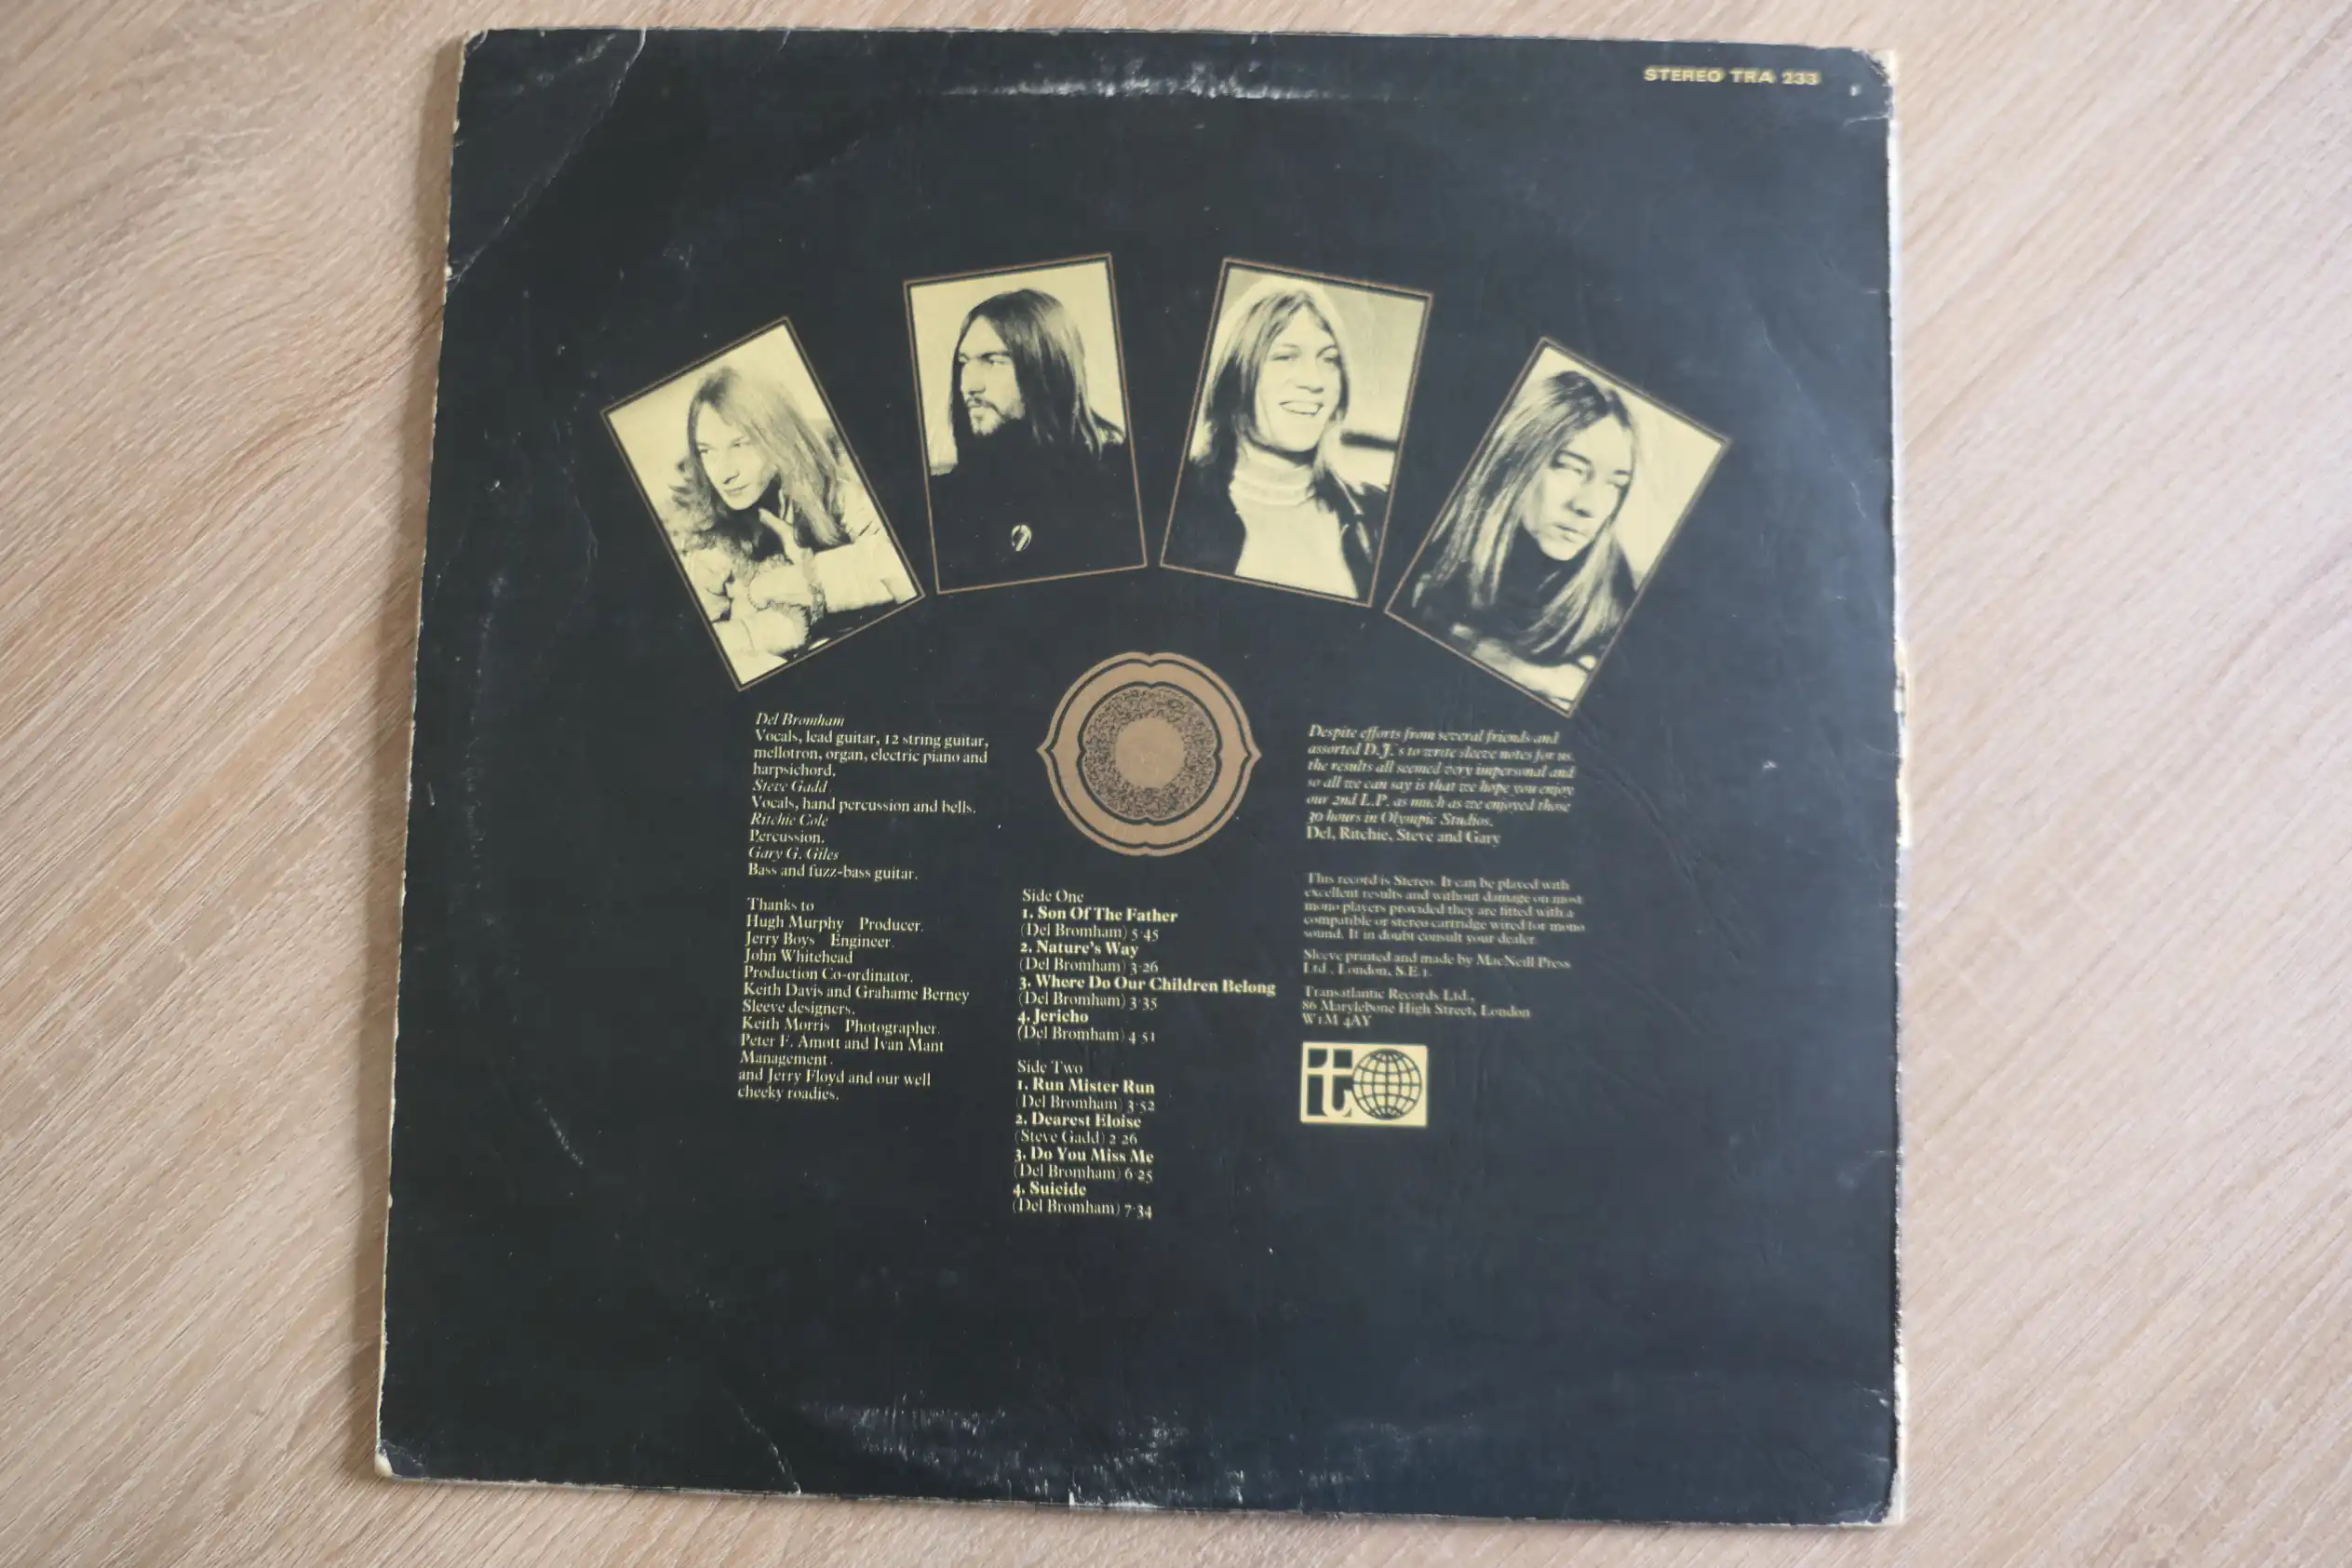 STEREO TRA 233
Del Bromham
Vocals, lead guitar, 12 string guitar,
mellotron, organ, electric piano and
harpsichord.
Steve Gadd
Vocals, hand percussion and bells.
Ritchie Cole
Percussion.
Gary G. Giles
Bass and fuzz-bass guitar.
Thanks to
Hugh Murphy Producer.
Jerry Boys Engineer.
John Whitehead
Production Co-ordinator.
Keith Davis and Grahame Berney
Sleeve designers.
Keith Morris Photographer.
Peter F. Amott and Ivan Mant
Management.
and Jerry Floyd and our well
cheeky roadies.
Side One
1. Son Of The Father
(Del Bromham) 5·45
2. Nature's Way
(Del Bromham) 3·26
3. Where Do Our Children Belong
(Del Bromham) 3·35
4. Jericho
(Del Bromham) 4·51
Side Two
1. Run Mister Run
(Del Bromham) 3·52
2. Dearest Eloise
(Steve Gadd) 2·26
3. Do You Miss Me
(Del Bromham) 6·25
4. Suicide
(Del Bromham) 7·34
Despite efforts from several friends and
assorted D.J.'s to write sleeve notes for us,
the results all seemed very impersonal and
so all we can say is that we hope you enjoy
our 2nd L.P. as much as we enjoyed those
30 hours in Olympic Studios.
Del, Ritchie, Steve and Gary
This record is Stereo. It can be played with
excellent results and without damage on most
mono players provided they are fitted with a
compatible or stereo cartridge wired for mono
sound. If in doubt consult your dealer.
Sleeve printed and made by MacNeill Press
Ltd., London, S.E.1.
Transatlantic Records Ltd.,
86 Marylebone High Street, London
W1M 4AY
t